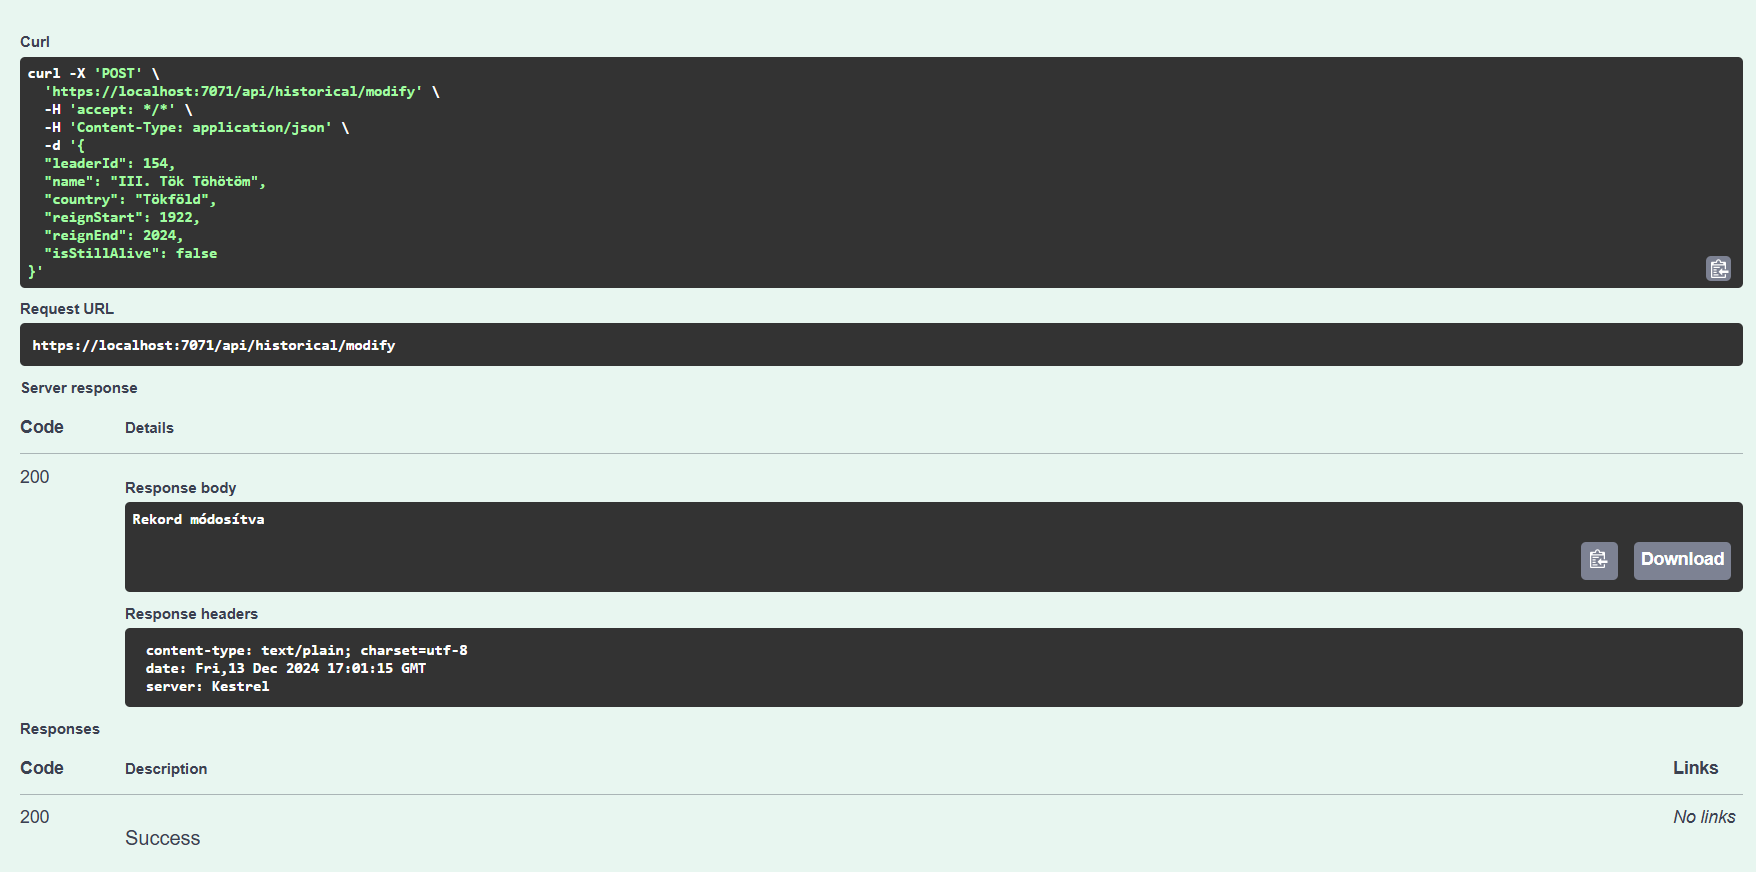 Curl
curl -X 'POST' \
'https://localhost:7071/api/historical/modify' \
-H 'accept: */*' \
-H 'Content-Type: application/json' \
-d '{
"leaderId": 154,
"name": "III. Tök Töhötöm",
"country": "Tökföld",
"reignStart": 1922,
"reignEnd": 2024,
"isStillAlive": false
}'
Request URL
https://localhost:7071/api/historical/modify
Server response
Code Details
200
Response body
Rekord módosítva
Download
Response headers
content-type: text/plain; charset=utf-8
date: Fri,13 Dec 2024 17:01:15 GMT
server: Kestrel
Responses
Code Description Links
200 No links
Success